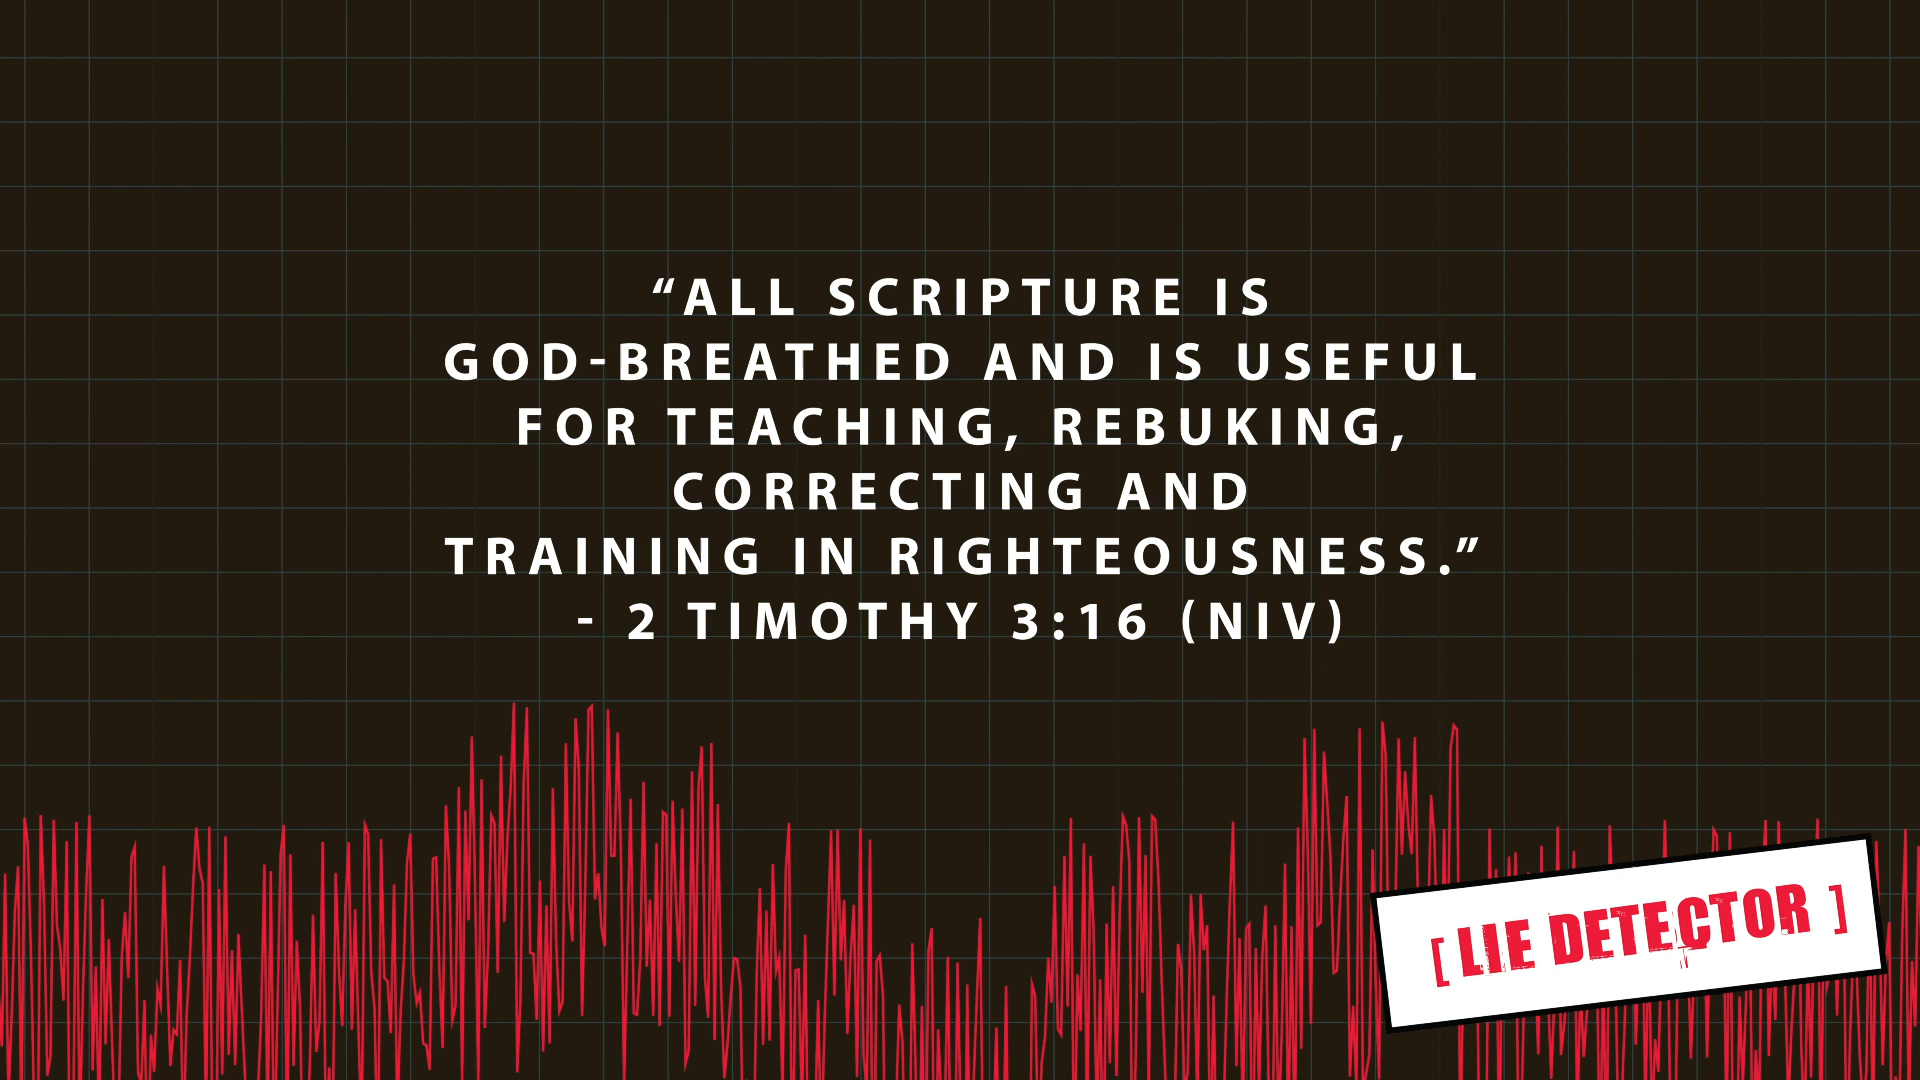 “ALL SCRIPTURE IS
GOD-BREATHED AND IS USEFUL
FOR TEACHING, REBUKING,
CORRECTING AND
TRAINING IN RIGHTEOUSNESS.”
- 2 TIMOTHY 3:16 (NIV)
[ LIE DETECTOR ]